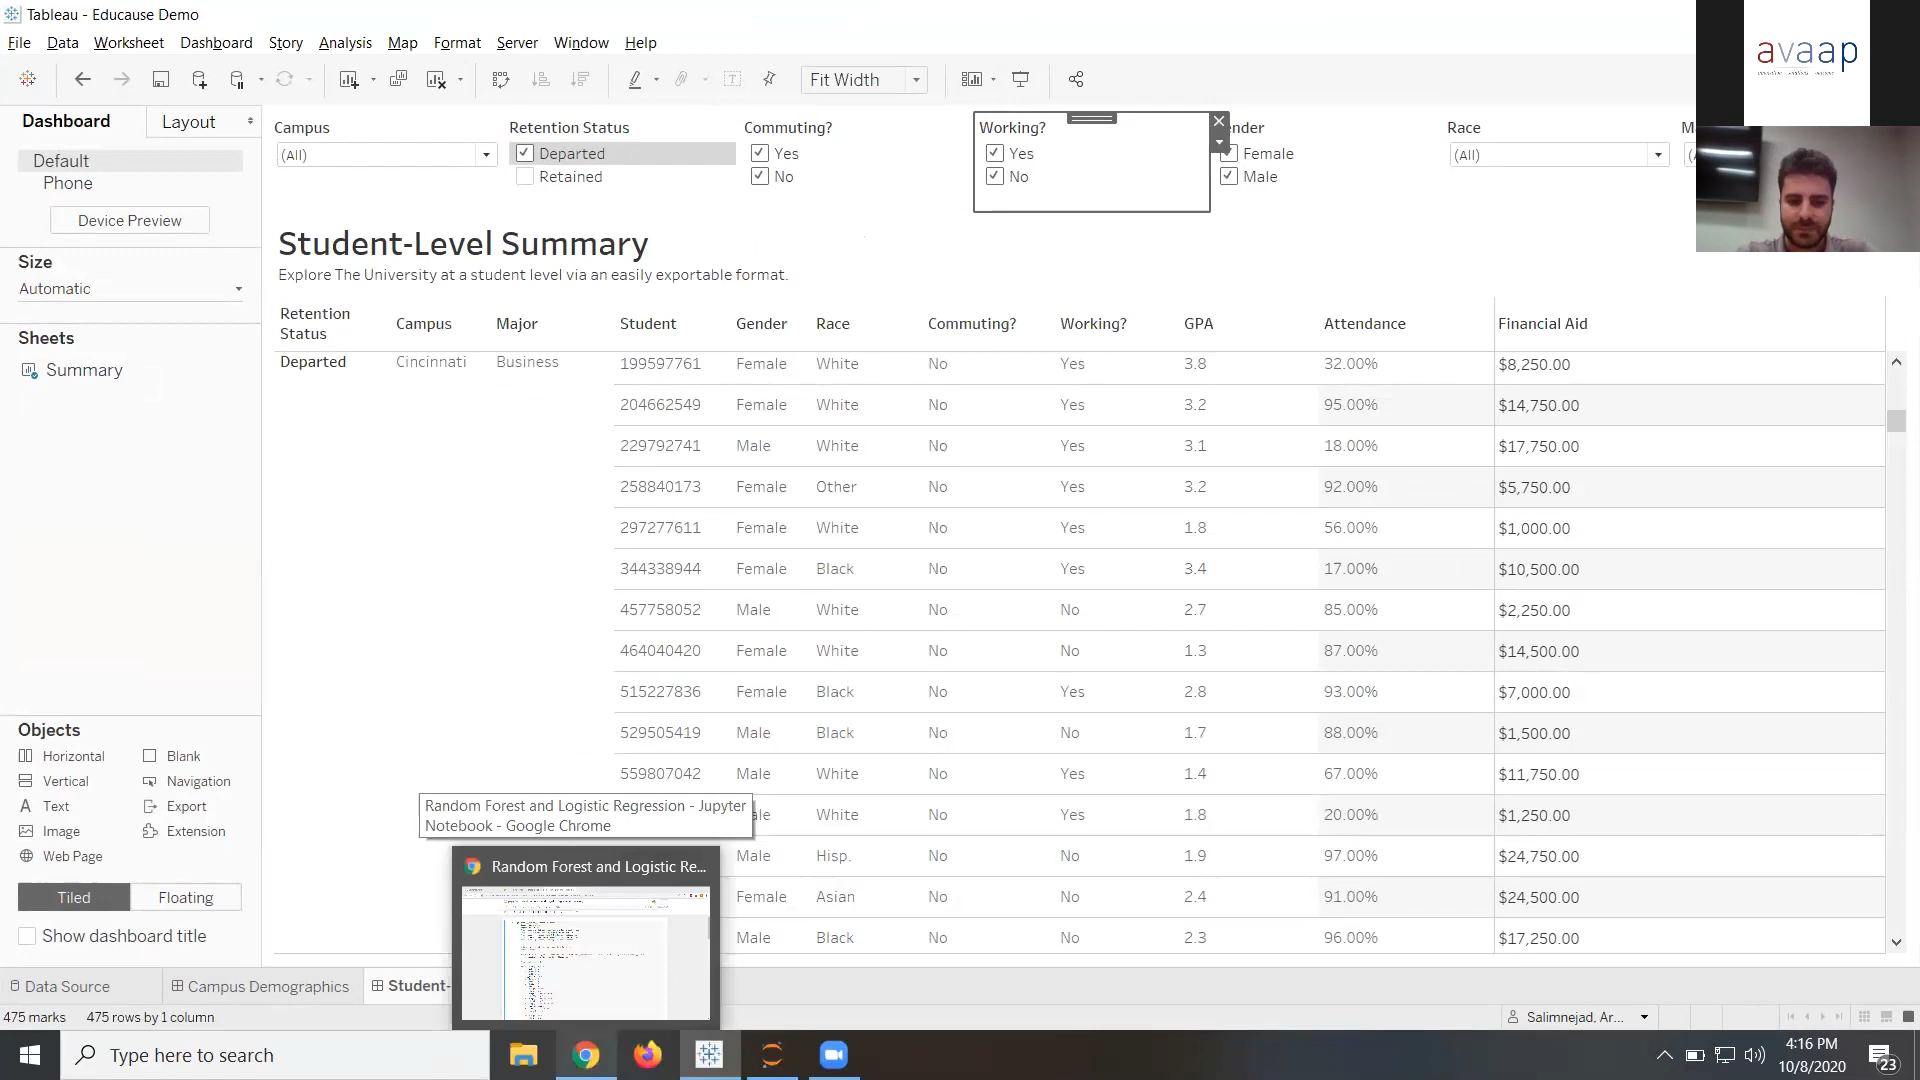 Tableau - Educause Demo
File Data Worksheet Dashboard Story Analysis Map Format Server Window Help
Fit Width
avaap
Dashboard Layout
Default
Phone
Device Preview
Size
Automatic
Sheets
Summary
Objects
Horizontal Blank
Vertical Navigation
Text Export
Image Extension
Web Page
Tiled Floating
Show dashboard title
Campus Retention Status Commuting? Working? ender Race M
(All) Departed Yes Yes Female (All)
Retained No No Male
Student-Level Summary
Explore The University at a student level via an easily exportable format.
Retention Status Campus Major Student Gender Race Commuting? Working? GPA Attendance Financial Aid
Departed Cincinnati Business 199597761 Female White No Yes 3.8 32.00% $8,250.00
204662549 Female White No Yes 3.2 95.00% $14,750.00
229792741 Male White No Yes 3.1 18.00% $17,750.00
258840173 Female Other No Yes 3.2 92.00% $5,750.00
297277611 Female White No Yes 1.8 56.00% $1,000.00
344338944 Female Black No Yes 3.4 17.00% $10,500.00
457758052 Male White No No 2.7 85.00% $2,250.00
464040420 Female White No No 1.3 87.00% $14,500.00
515227836 Female Black No Yes 2.8 93.00% $7,000.00
529505419 Male Black No No 1.7 88.00% $1,500.00
559807042 Male White No Yes 1.4 67.00% $11,750.00
ale White No Yes 1.8 20.00% $1,250.00
Male Hisp. No No 1.9 97.00% $24,750.00
Female Asian No No 2.4 91.00% $24,500.00
Male Black No No 2.3 96.00% $17,250.00
Random Forest and Logistic Regression - Jupyter
Notebook - Google Chrome
Random Forest and Logistic Re...
Data Source Campus Demographics Student-
475 marks 475 rows by 1 column Salimnejad, Ar...
Type here to search
4:16 PM
10/8/2020
23